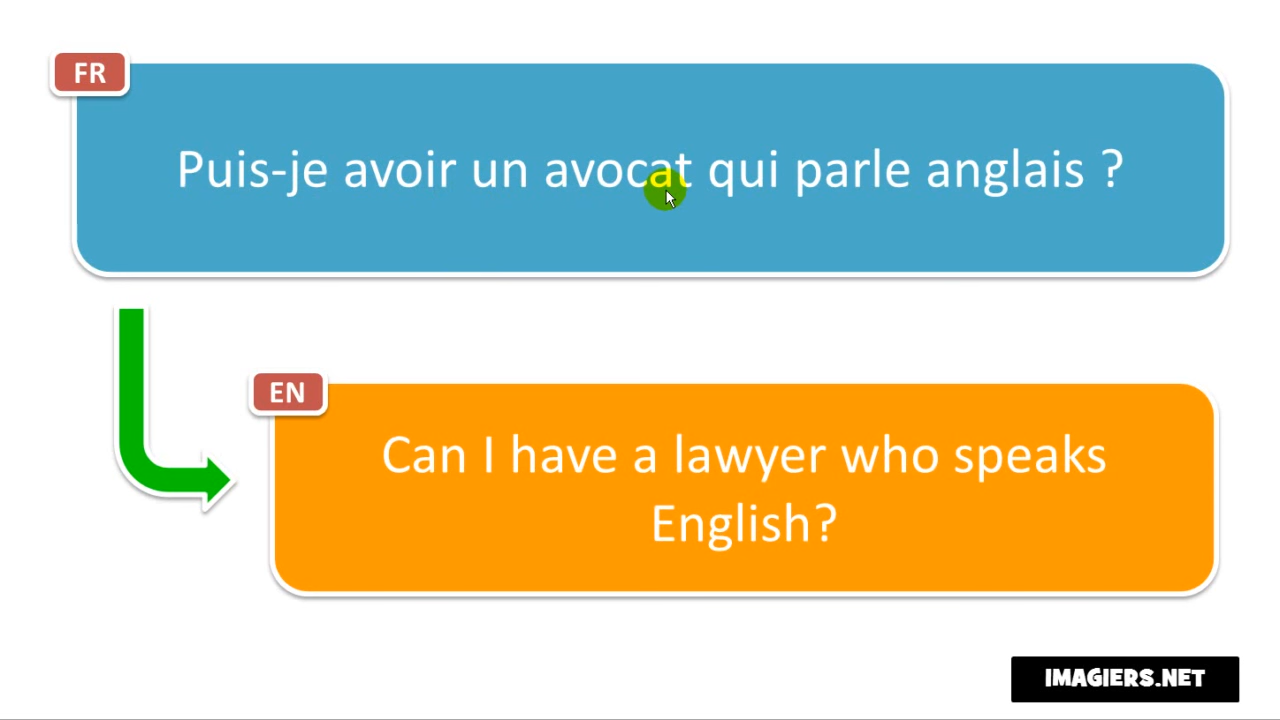 FR
Puis-je avoir un avocat qui parle anglais ?
EN
Can I have a lawyer who speaks
English?
IMAGIERS.NET